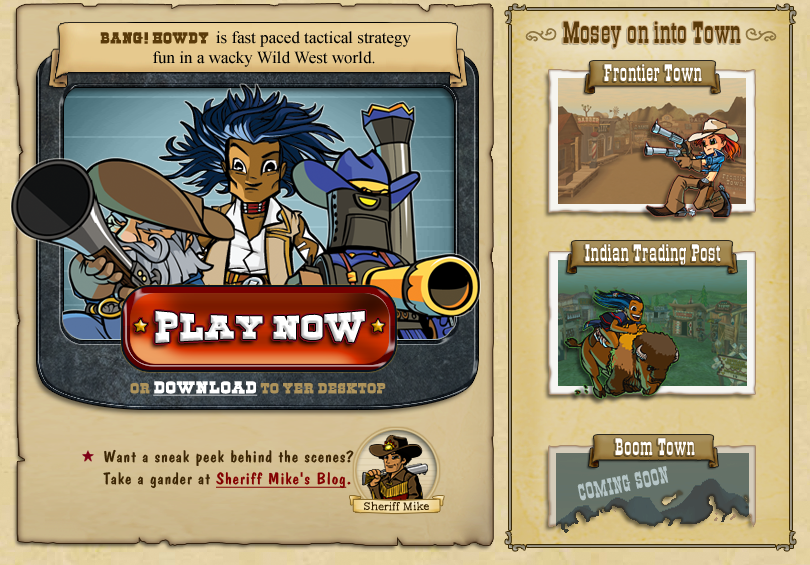 BANG! HOWDY is fast paced tactical strategy
fun in a wacky Wild West world.
PLAY NOW
OR DOWNLOAD TO YER DESKTOP
Want a sneak peek behind the scenes?
Take a gander at Sheriff Mike's Blog.
Sheriff Mike
Mosey on into Town
Frontier Town
Indian Trading Post
Boom Town
COMING SOON